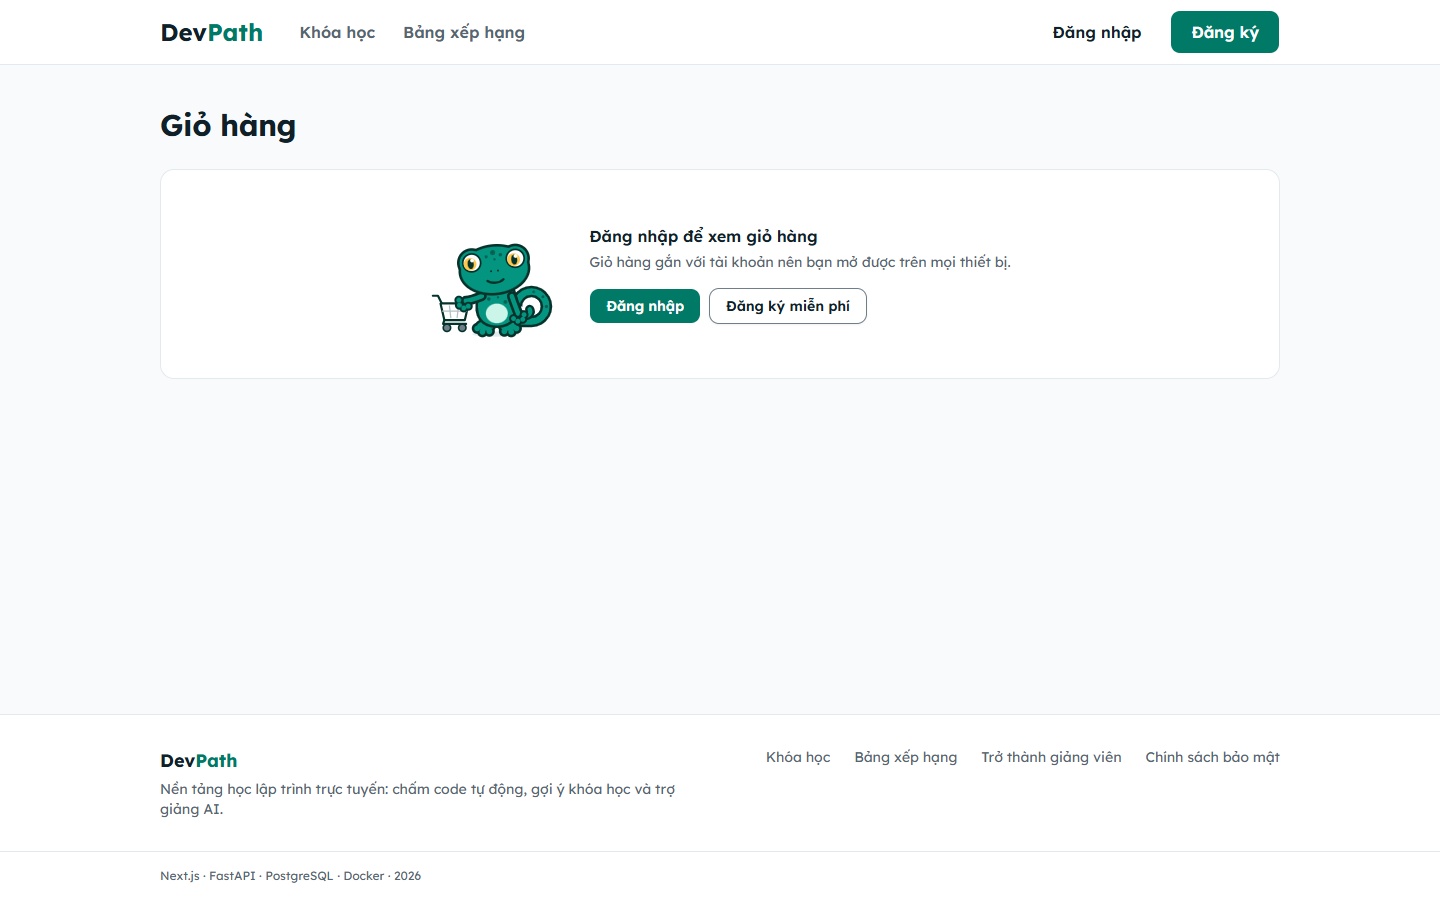 DevPath
Khóa học
Bảng xếp hạng
Đăng nhập
Đăng ký
Giỏ hàng
Đăng nhập để xem giỏ hàng
Giỏ hàng gắn với tài khoản nên bạn mở được trên mọi thiết bị.
Đăng nhập
Đăng ký miễn phí
DevPath
Nền tảng học lập trình trực tuyến: chấm code tự động, gợi ý khóa học và trợ
giảng AI.
Khóa học
Bảng xếp hạng
Trở thành giảng viên
Chính sách bảo mật
Next.js · FastAPI · PostgreSQL · Docker · 2026